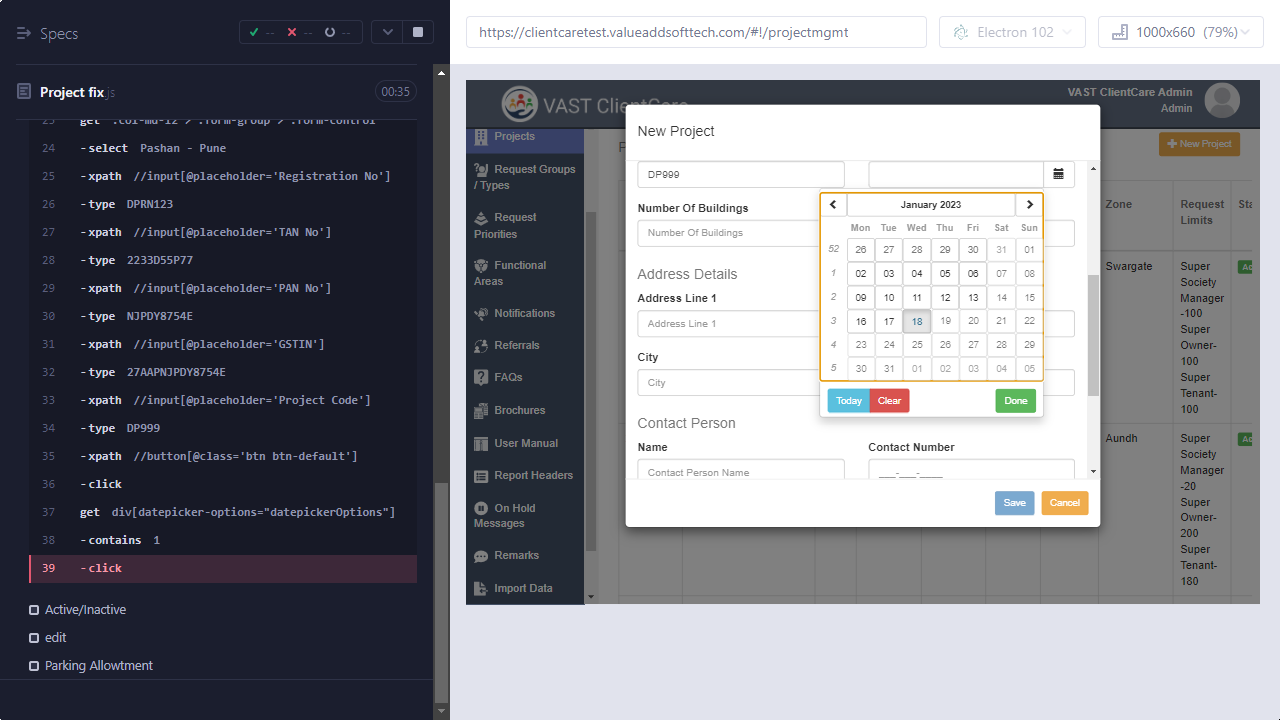 Specs
-- -- --
https://clientcaretest.valueaddsofttech.com/#!/projectmgmt
Electron 102
1000x660 (79%)
Project fix.js
00:35
get .col-md-12 > .form-group > .form-control
24 -select Pashan - Pune
25 -xpath //input[@placeholder='Registration No']
26 -type DPRN123
27 -xpath //input[@placeholder='TAN No']
28 -type 2233D55P77
29 -xpath //input[@placeholder='PAN No']
30 -type NJPDY8754E
31 -xpath //input[@placeholder='GSTIN']
32 -type 27AAPNJPDY8754E
33 -xpath //input[@placeholder='Project Code']
34 -type DP999
35 -xpath //button[@class='btn btn-default']
36 -click
37 get div[datepicker-options="datepickerOptions"]
38 -contains 1
39 -click
Active/Inactive
edit
Parking Allowtment
VAST ClientCare
VAST ClientCare Admin
Admin
Projects
Request Groups
/ Types
Request
Priorities
Functional
Areas
Notifications
Referrals
FAQs
Brochures
User Manual
Report Headers
On Hold
Messages
Remarks
Import Data
New Project
Zone
Request
Limits
Sta
Swargate
Super
Society
Manager
-100
Super
Owner-
100
Super
Tenant-
100
Aundh
Super
Society
Manager
-20
Super
Owner-
200
Super
Tenant-
180
New Project
DP999
Number Of Buildings
Number Of Buildings
Address Details
Address Line 1
Address Line 1
City
City
Contact Person
Name
Contact Number
Contact Person Name
___-___-____
Save
Cancel
January 2023
Mon Tue Wed Thu Fri Sat Sun
52 26 27 28 29 30 31 01
1 02 03 04 05 06 07 08
2 09 10 11 12 13 14 15
3 16 17 18 19 20 21 22
4 23 24 25 26 27 28 29
5 30 31 01 02 03 04 05
Today
Clear
Done